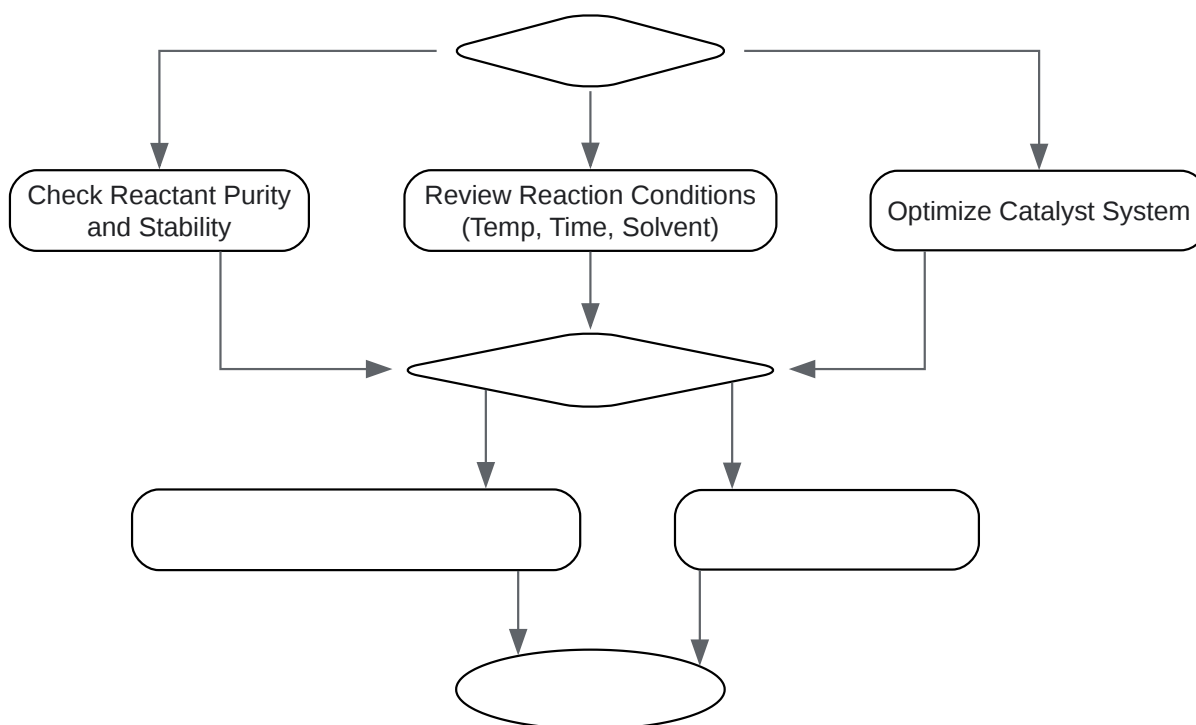 Check Reactant Purity
and Stability
Review Reaction Conditions
(Temp, Time, Solvent)
Optimize Catalyst System